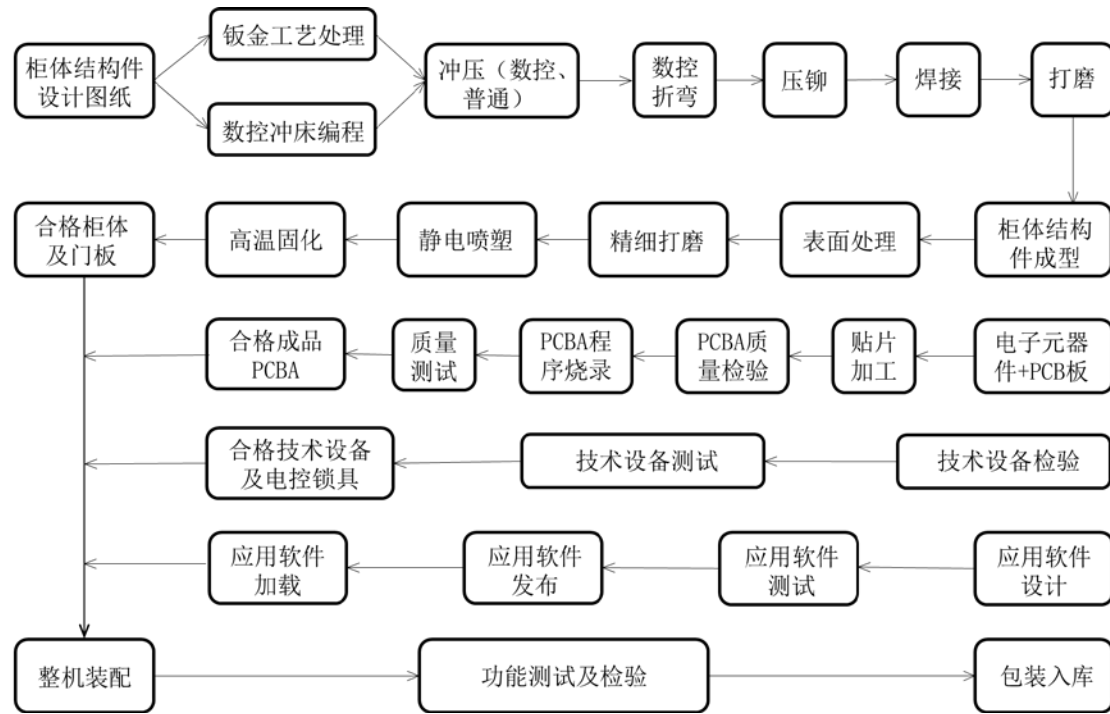 柜体结构件
设计图纸
钣金工艺处理
数控冲床编程
冲压（数控、
普通）
数控
折弯
压铆
焊接
打磨
合格柜体
及门板
高温固化
静电喷塑
精细打磨
表面处理
柜体结构
件成型
合格成品
PCBA
质量
测试
PCBA程
序烧录
PCBA质
量检验
贴片
加工
电子元器
件+PCB板
合格技术设备
及电控锁具
技术设备测试
技术设备检验
应用软件
加载
应用软件
发布
应用软件
测试
应用软件
设计
整机装配
功能测试及检验
包装入库